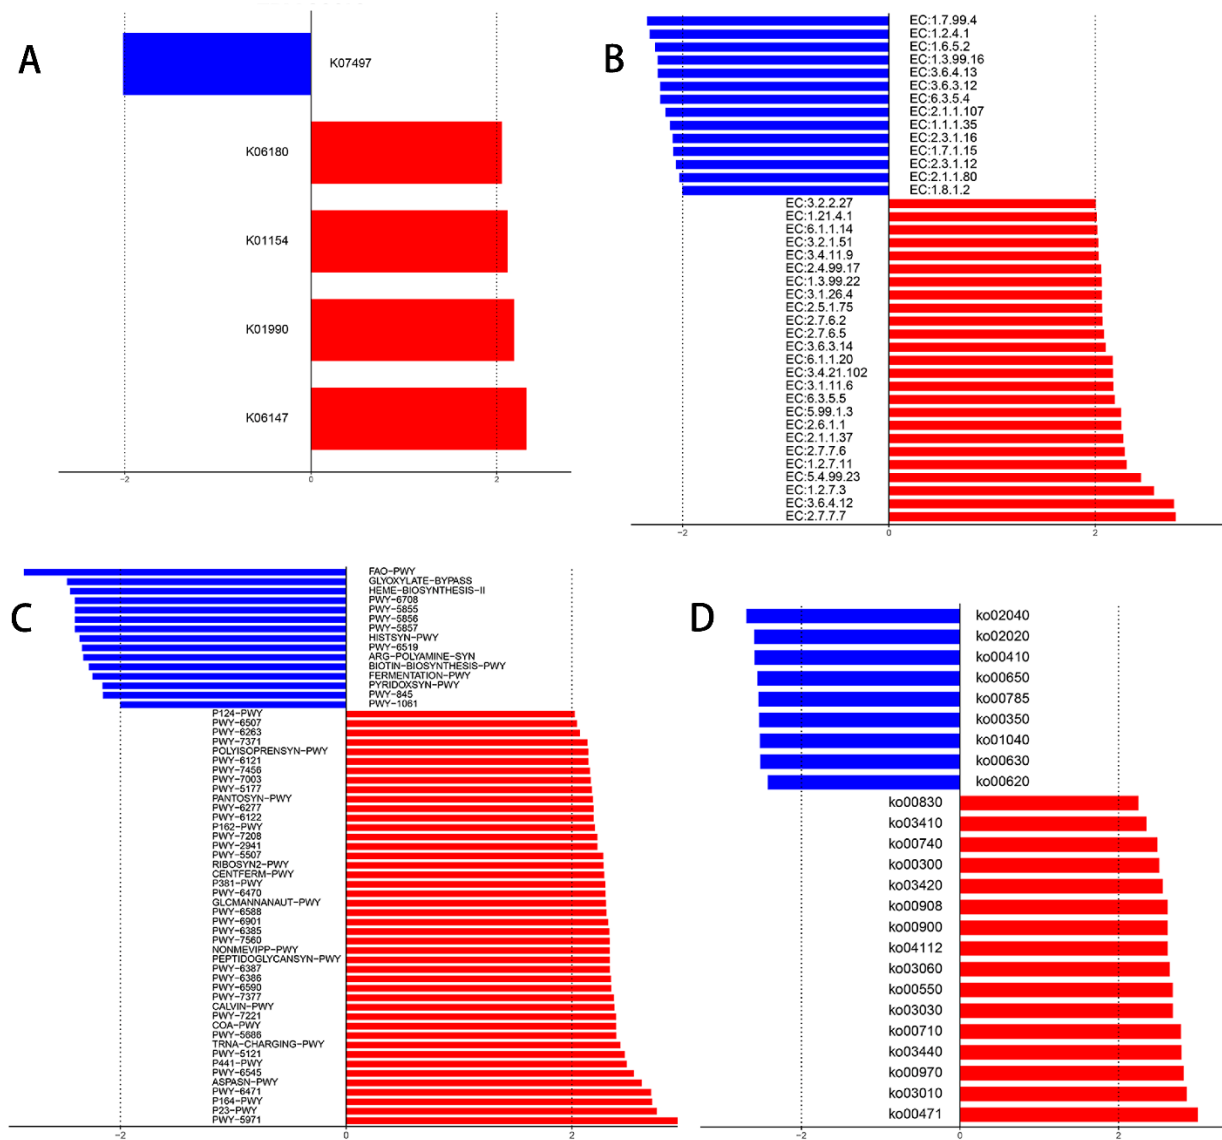 A
K07497
K06180
K01154
K01990
K06147
−2
0
2
B
EC:1.7.99.4
EC:1.2.4.1
EC:1.6.5.2
EC:1.3.99.16
EC:3.6.4.13
EC:3.6.3.12
EC:6.3.5.4
EC:2.1.1.107
EC:1.1.1.35
EC:2.3.1.16
EC:1.7.1.15
EC:2.3.1.12
EC:2.1.1.80
EC:1.8.1.2
EC:3.2.2.27
EC:1.21.4.1
EC:6.1.1.14
EC:3.2.1.51
EC:3.4.11.9
EC:2.4.99.17
EC:1.3.99.22
EC:3.1.26.4
EC:2.5.1.75
EC:2.7.6.2
EC:2.7.6.5
EC:3.6.3.14
EC:6.1.1.20
EC:3.4.21.102
EC:3.1.11.6
EC:6.3.5.5
EC:5.99.1.3
EC:2.6.1.1
EC:2.1.1.37
EC:2.7.7.6
EC:1.2.7.11
EC:5.4.99.23
EC:1.2.7.3
EC:3.6.4.12
EC:2.7.7.7
−2
0
2
C
FAO−PWY
GLYOXYLATE−BYPASS
HEME−BIOSYNTHESIS−II
PWY−6708
PWY−5855
PWY−5856
PWY−5857
HISTSYN−PWY
PWY−6519
ARG−POLYAMINE−SYN
BIOTIN−BIOSYNTHESIS−PWY
FERMENTATION−PWY
PYRIDOXSYN−PWY
PWY−845
PWY−1061
P124−PWY
PWY−6507
PWY−6263
PWY−7371
POLYISOPRENSYN−PWY
PWY−6121
PWY−7456
PWY−7003
PWY−5177
PANTOSYN−PWY
PWY−6277
PWY−6122
P162−PWY
PWY−7208
PWY−2941
PWY−5507
RIBOSYN2−PWY
CENTFERM−PWY
P381−PWY
PWY−6470
GLCMANNANAUT−PWY
PWY−6588
PWY−6901
PWY−6385
PWY−7560
NONMEVIPP−PWY
PEPTIDOGLYCANSYN−PWY
PWY−6387
PWY−6386
PWY−6590
PWY−7377
CALVIN−PWY
PWY−7221
COA−PWY
PWY−5686
TRNA−CHARGING−PWY
PWY−5121
P441−PWY
PWY−6545
ASPASN−PWY
PWY−6471
P164−PWY
P23−PWY
PWY−5971
−2
0
2
D
ko02040
ko02020
ko00410
ko00650
ko00785
ko00350
ko01040
ko00630
ko00620
ko00830
ko03410
ko00740
ko00300
ko03420
ko00908
ko00900
ko04112
ko03060
ko00550
ko03030
ko00710
ko03440
ko00970
ko03010
ko00471
−2
0
2